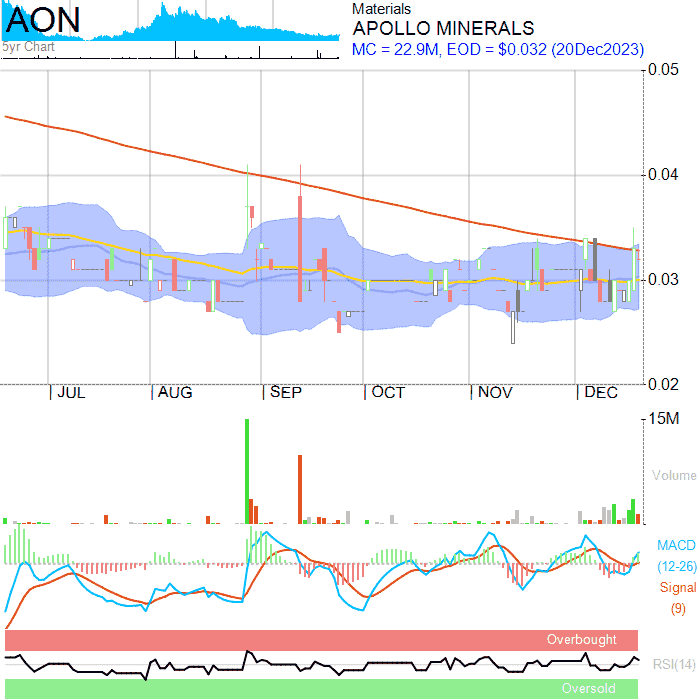 AON
5yr Chart
Materials
APOLLO MINERALS
MC = 22.9M, EOD = $0.032 (20Dec2023)
0.05
0.04
0.03
0.02
JUL AUG SEP OCT NOV DEC
15M
Volume
MACD
(12-26)
Signal
(9)
Overbought
RSI(14)
Oversold